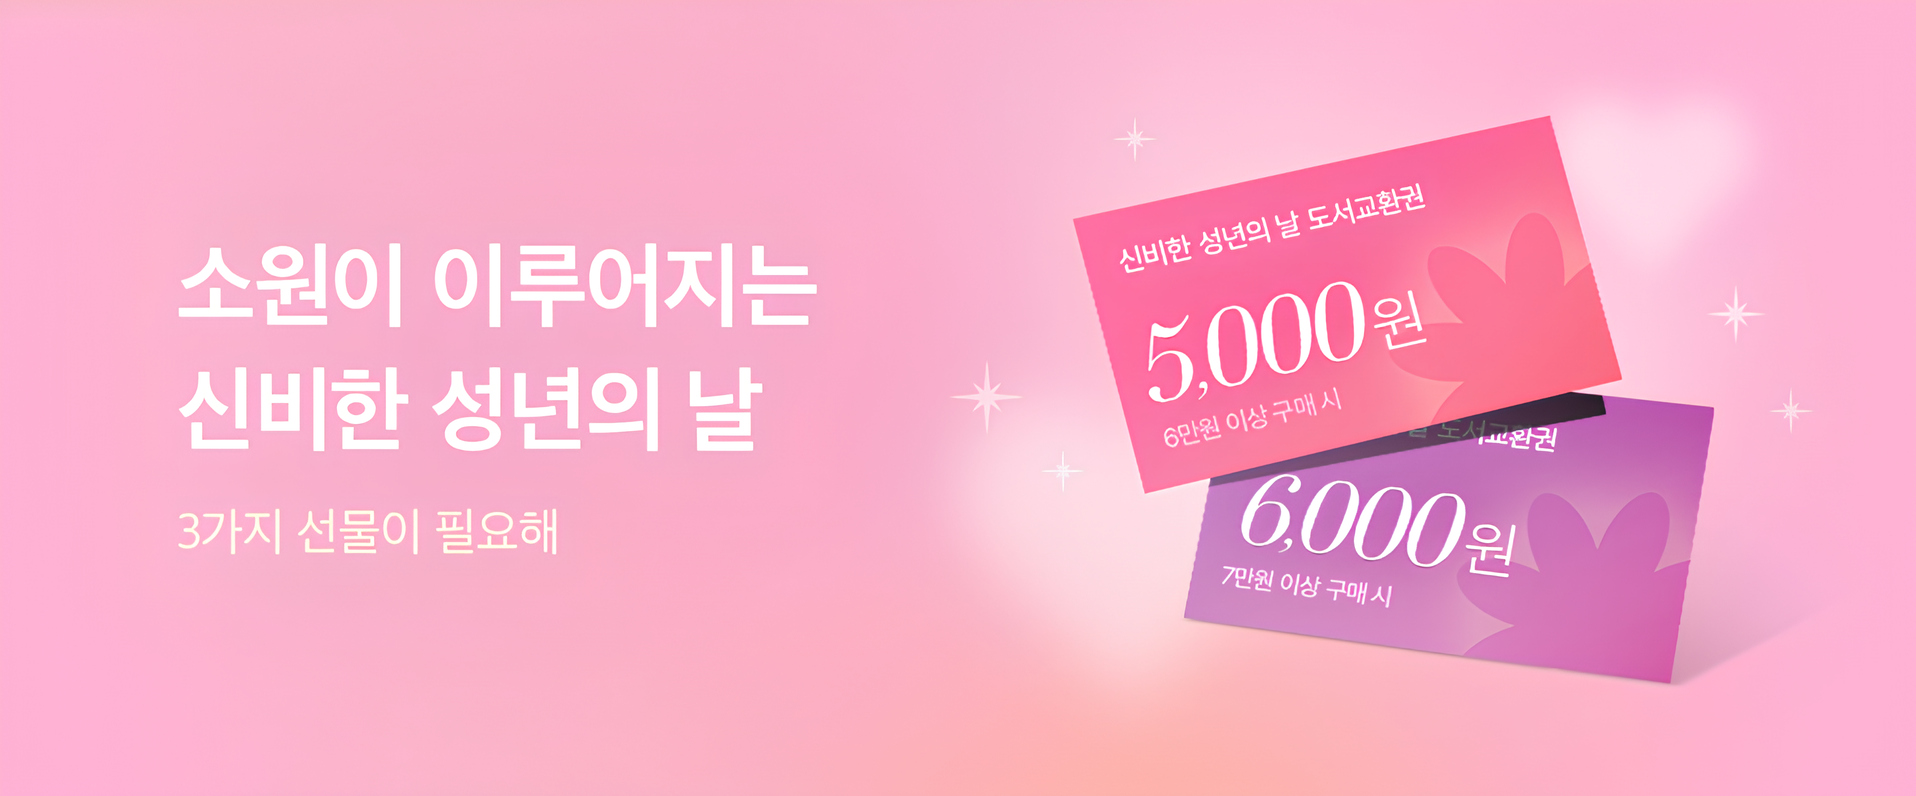 소원이 이루어지는
신비한 성년의 날
3가지 선물이 필요해
신비한 성년의 날 도서교환권
5,000원
6만원 이상 구매 시
날 도서교환권
6,000원
7만원 이상 구매 시